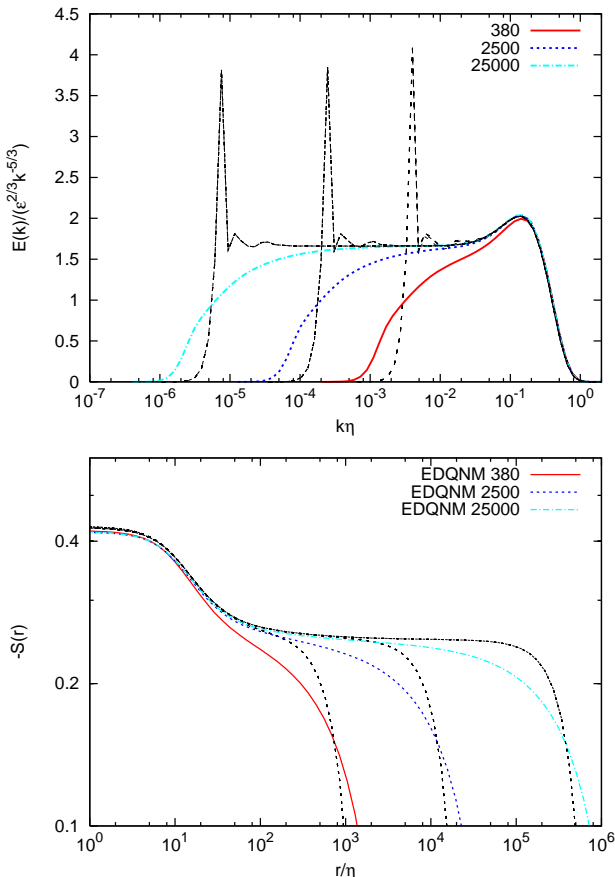 380
2500
25000
4.5
4
3.5
3
2.5
2
1.5
1
0.5
0
E(k)/(ε^{2/3}k^{-5/3})
10^{-7} 10^{-6} 10^{-5} 10^{-4} 10^{-3} 10^{-2} 10^{-1} 10^{0}
kη
EDQNM 380
EDQNM 2500
EDQNM 25000
0.4
0.2
0.1
-S(r)
10^{0} 10^{1} 10^{2} 10^{3} 10^{4} 10^{5} 10^{6}
r/η